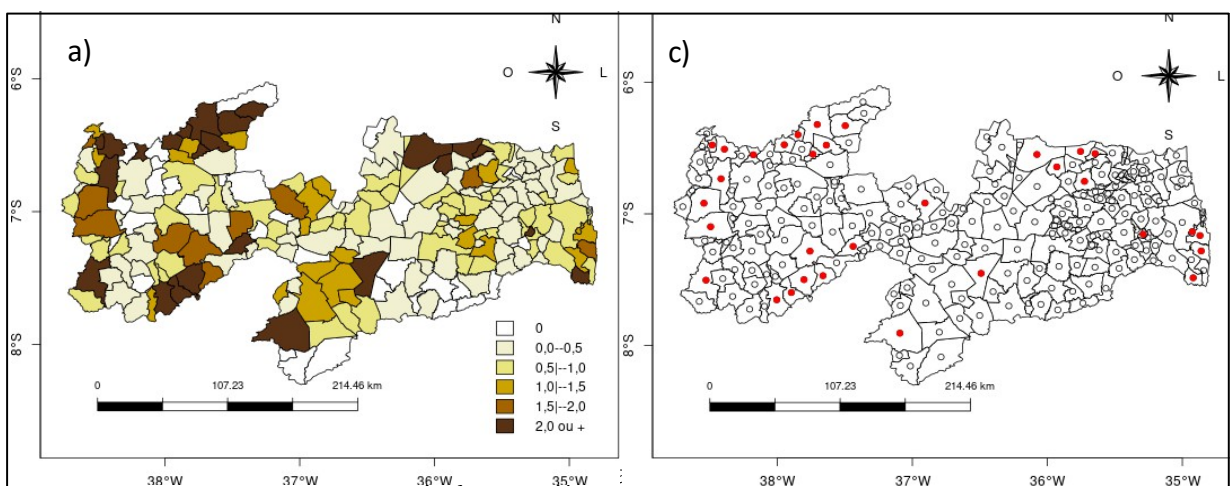 a)
N
O
L
S
6°S
7°S
8°S
0
0,0--0,5
0,5|--1,0
1,0|--1,5
1,5|--2,0
2,0 ou +
0
107.23
214.46 km
38°W
37°W
36°W
35°W
c)
N
O
L
S
6°S
7°S
8°S
0
107.23
214.46 km
38°W
37°W
36°W
35°W